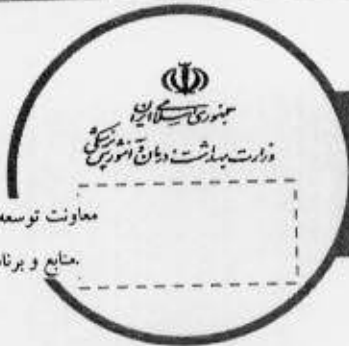 جمهوری اسلامی ایران
وزارت بهداشت، درمان و آموزش پزشکی
معاونت توسعه
منابع و برنا